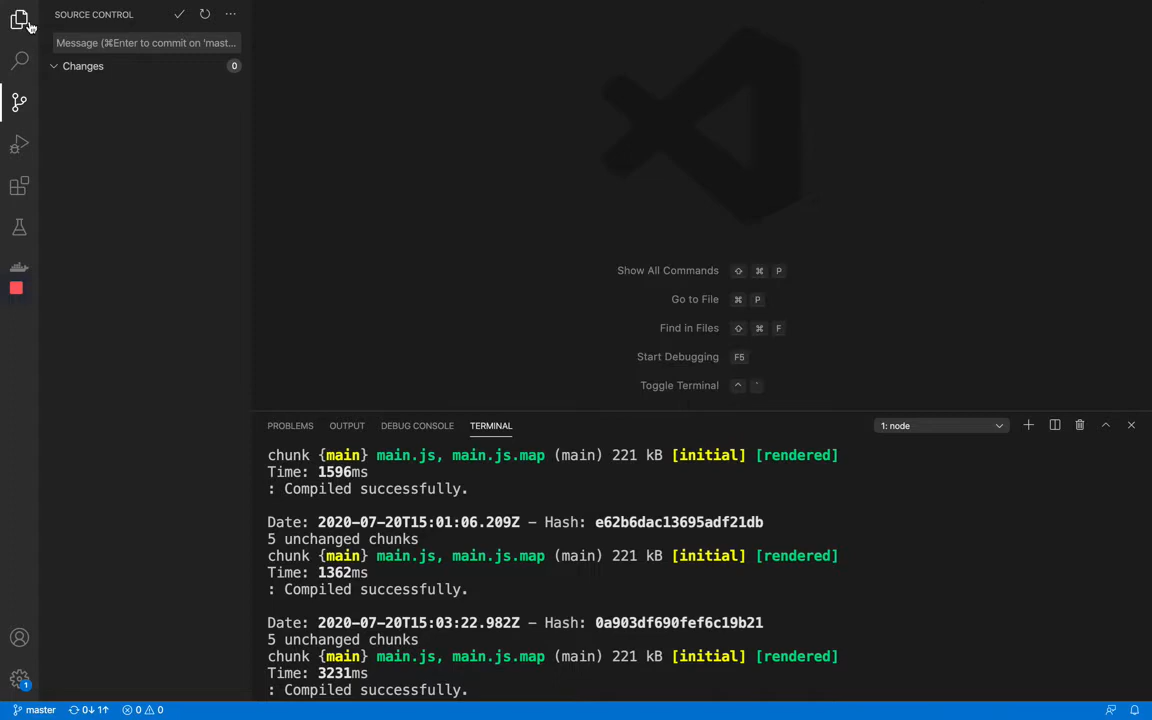 SOURCE CONTROL
Message (⌘Enter to commit on 'mast...
Changes 0
Show All Commands ⇧ ⌘ P
Go to File ⌘ P
Find in Files ⇧ ⌘ F
Start Debugging F5
Toggle Terminal ^ `
PROBLEMS OUTPUT DEBUG CONSOLE TERMINAL 1: node
chunk {main} main.js, main.js.map (main) 221 kB [initial] [rendered]
Time: 1596ms
: Compiled successfully.
Date: 2020-07-20T15:01:06.209Z - Hash: e62b6dac13695adf21db
5 unchanged chunks
chunk {main} main.js, main.js.map (main) 221 kB [initial] [rendered]
Time: 1362ms
: Compiled successfully.
Date: 2020-07-20T15:03:22.982Z - Hash: 0a903df690fef6c19b21
5 unchanged chunks
chunk {main} main.js, main.js.map (main) 221 kB [initial] [rendered]
Time: 3231ms
: Compiled successfully.
1
master 0↓ 1↑ 0 0